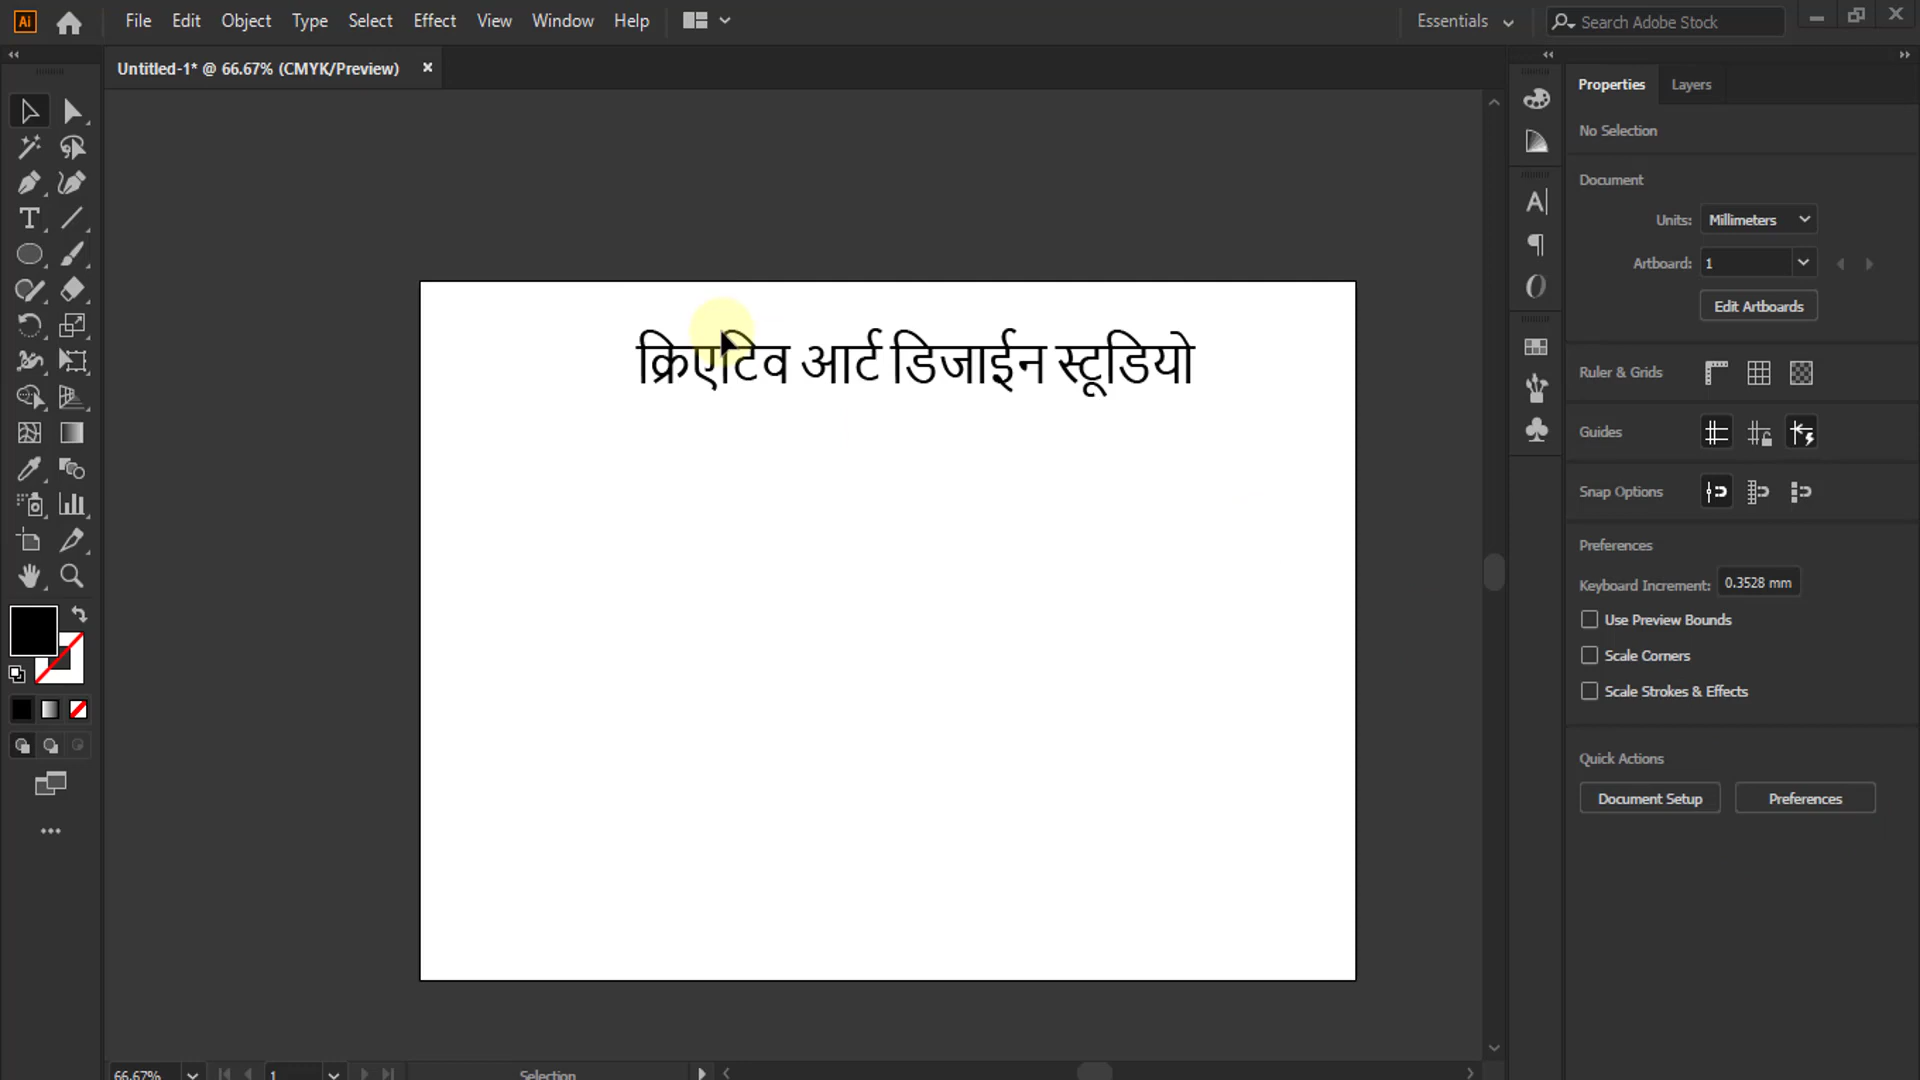 File Edit Object Type Select Effect View Window Help Essentials Search Adobe Stock
Untitled-1* @ 66.67% (CMYK/Preview)
Properties Layers
No Selection
Document
Units: Millimeters
Artboard: 1
Edit Artboards
Ruler & Grids
Guides
Snap Options
Preferences
Keyboard Increment: 0.3528 mm
Use Preview Bounds
Scale Corners
Scale Strokes & Effects
Quick Actions
Document Setup Preferences
क्रिएटिव आर्ट डिजाईन स्टूडियो
66.67% 1 Selection